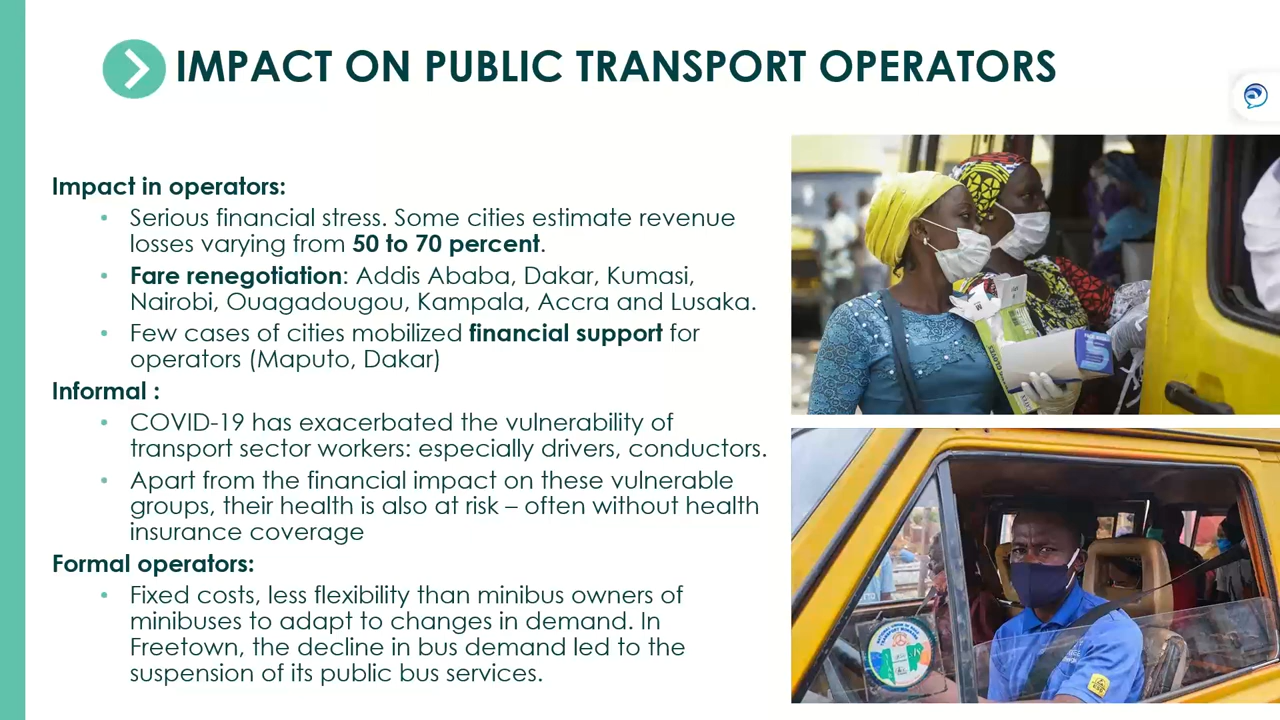 IMPACT ON PUBLIC TRANSPORT OPERATORS
Impact in operators:
• Serious financial stress. Some cities estimate revenue
losses varying from 50 to 70 percent.
• Fare renegotiation: Addis Ababa, Dakar, Kumasi,
Nairobi, Ouagadougou, Kampala, Accra and Lusaka.
• Few cases of cities mobilized financial support for
operators (Maputo, Dakar)
Informal :
• COVID-19 has exacerbated the vulnerability of
transport sector workers: especially drivers, conductors.
• Apart from the financial impact on these vulnerable
groups, their health is also at risk – often without health
insurance coverage
Formal operators:
• Fixed costs, less flexibility than minibus owners of
minibuses to adapt to changes in demand. In
Freetown, the decline in bus demand led to the
suspension of its public bus services.